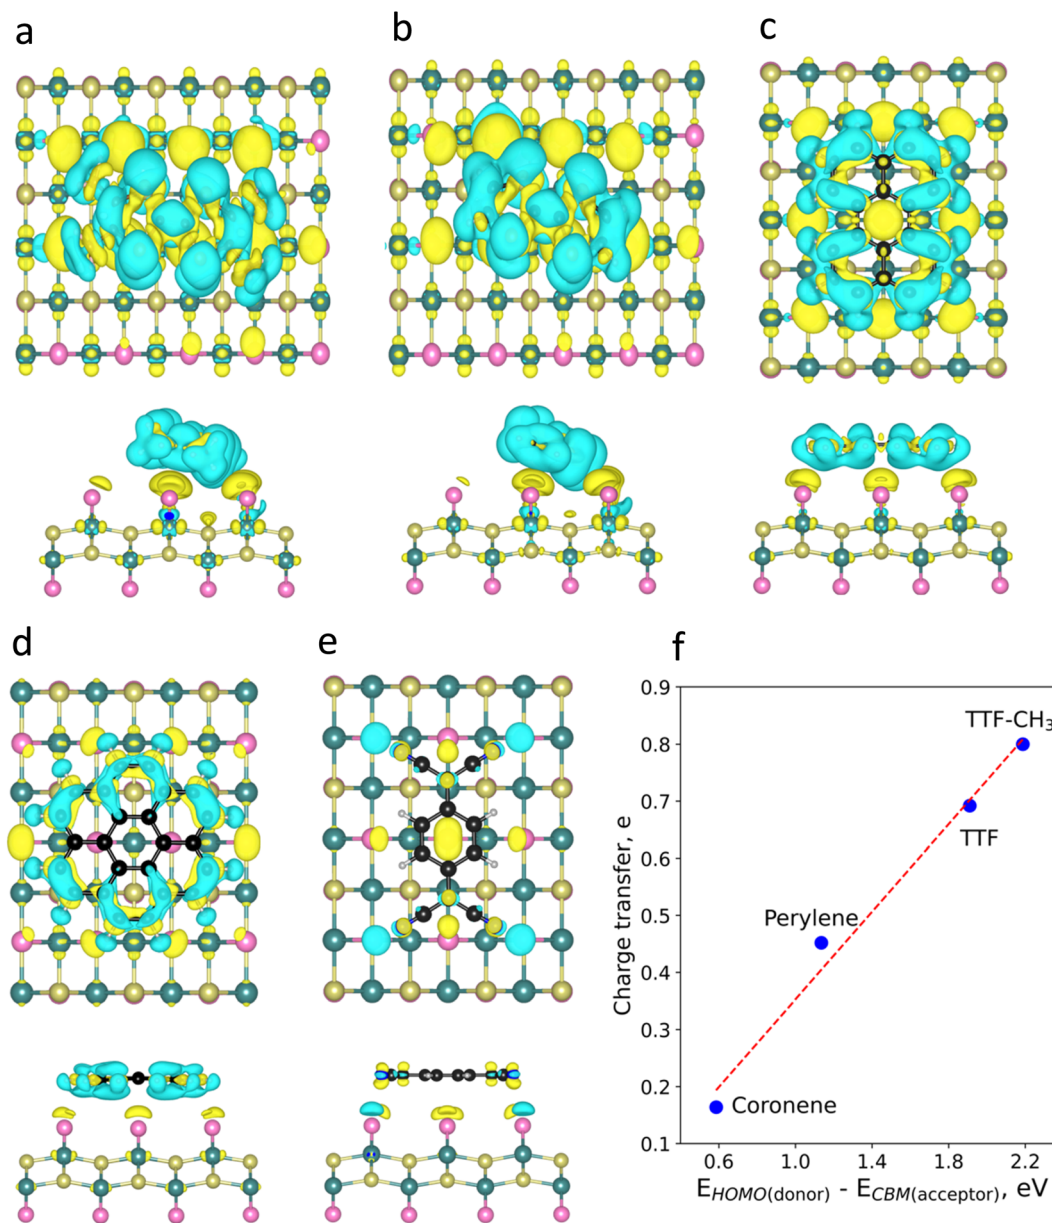 a
b
c
d
e
f
0.9
0.8
0.7
0.6
0.5
0.4
0.3
0.2
0.1
Charge transfer, e
TTF-CH₃
TTF
Perylene
Coronene
0.6 1.0 1.4 1.8 2.2
E_HOMO(donor) - E_CBM(acceptor), eV